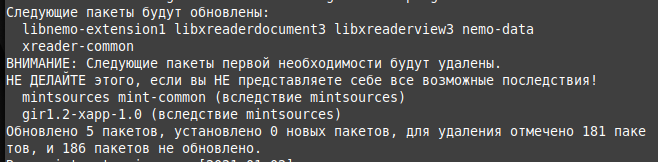 Следующие пакеты будут обновлены:
libnemo-extension1 libxreaderdocument3 libxreaderview3 nemo-data
xreader-common
ВНИМАНИЕ: Следующие пакеты первой необходимости будут удалены.
НЕ ДЕЛАЙТЕ этого, если вы НЕ представляете себе все возможные последствия!
mintsources mint-common (вследствие mintsources)
gir1.2-xapp-1.0 (вследствие mintsources)
Обновлено 5 пакетов, установлено 0 новых пакетов, для удаления отмечено 181 паке
тов, и 186 пакетов не обновлено.